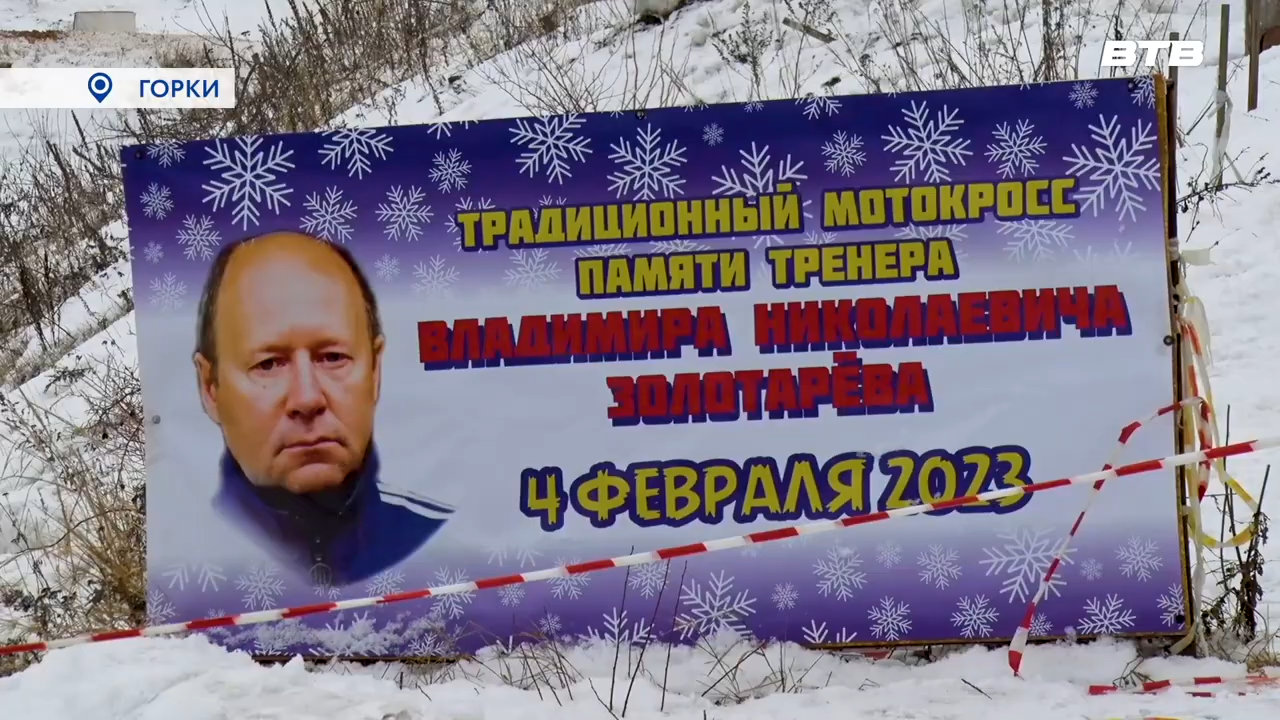 ВТВ
ГОРКИ
ТРАДИЦИОННЫЙ МОТОКРОСС
ПАМЯТИ ТРЕНЕРА
ВЛАДИМИРА НИКОЛАЕВИЧА
ЗОЛОТАРЁВА
4 ФЕВРАЛЯ 2023